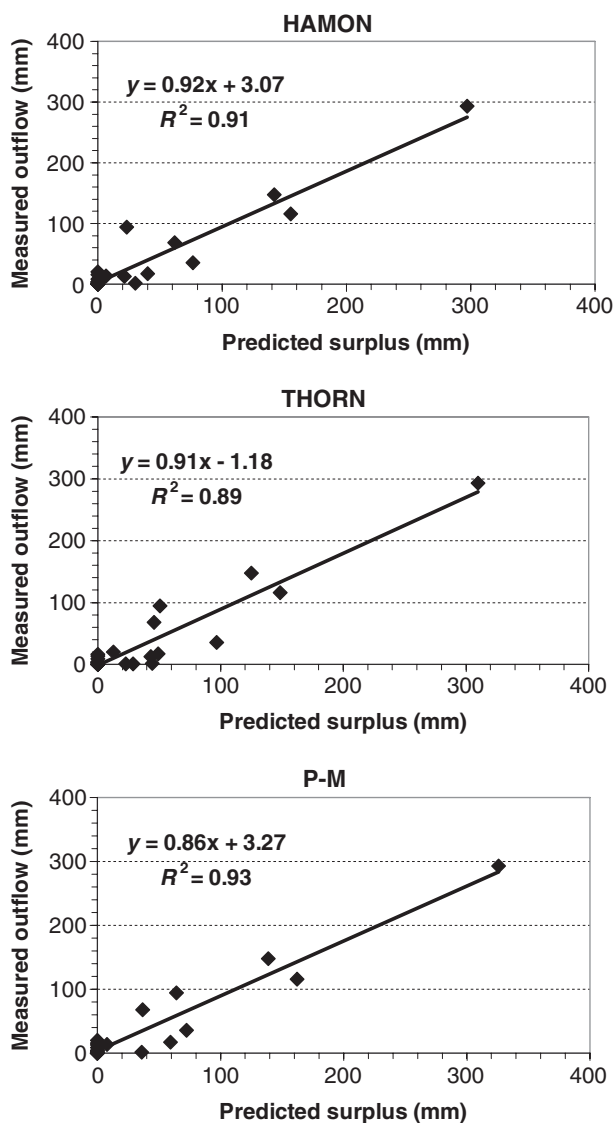 HAMON
400
y = 0.92x + 3.07
300
R² = 0.91
200
100
0
0 100 200 300 400
Measured outflow (mm)
Predicted surplus (mm)
THORN
400
y = 0.91x - 1.18
300
R² = 0.89
200
100
0
0 100 200 300 400
Measured outflow (mm)
Predicted surplus (mm)
P-M
400
y = 0.86x + 3.27
300
R² = 0.93
200
100
0
0 100 200 300 400
Measured outflow (mm)
Predicted surplus (mm)